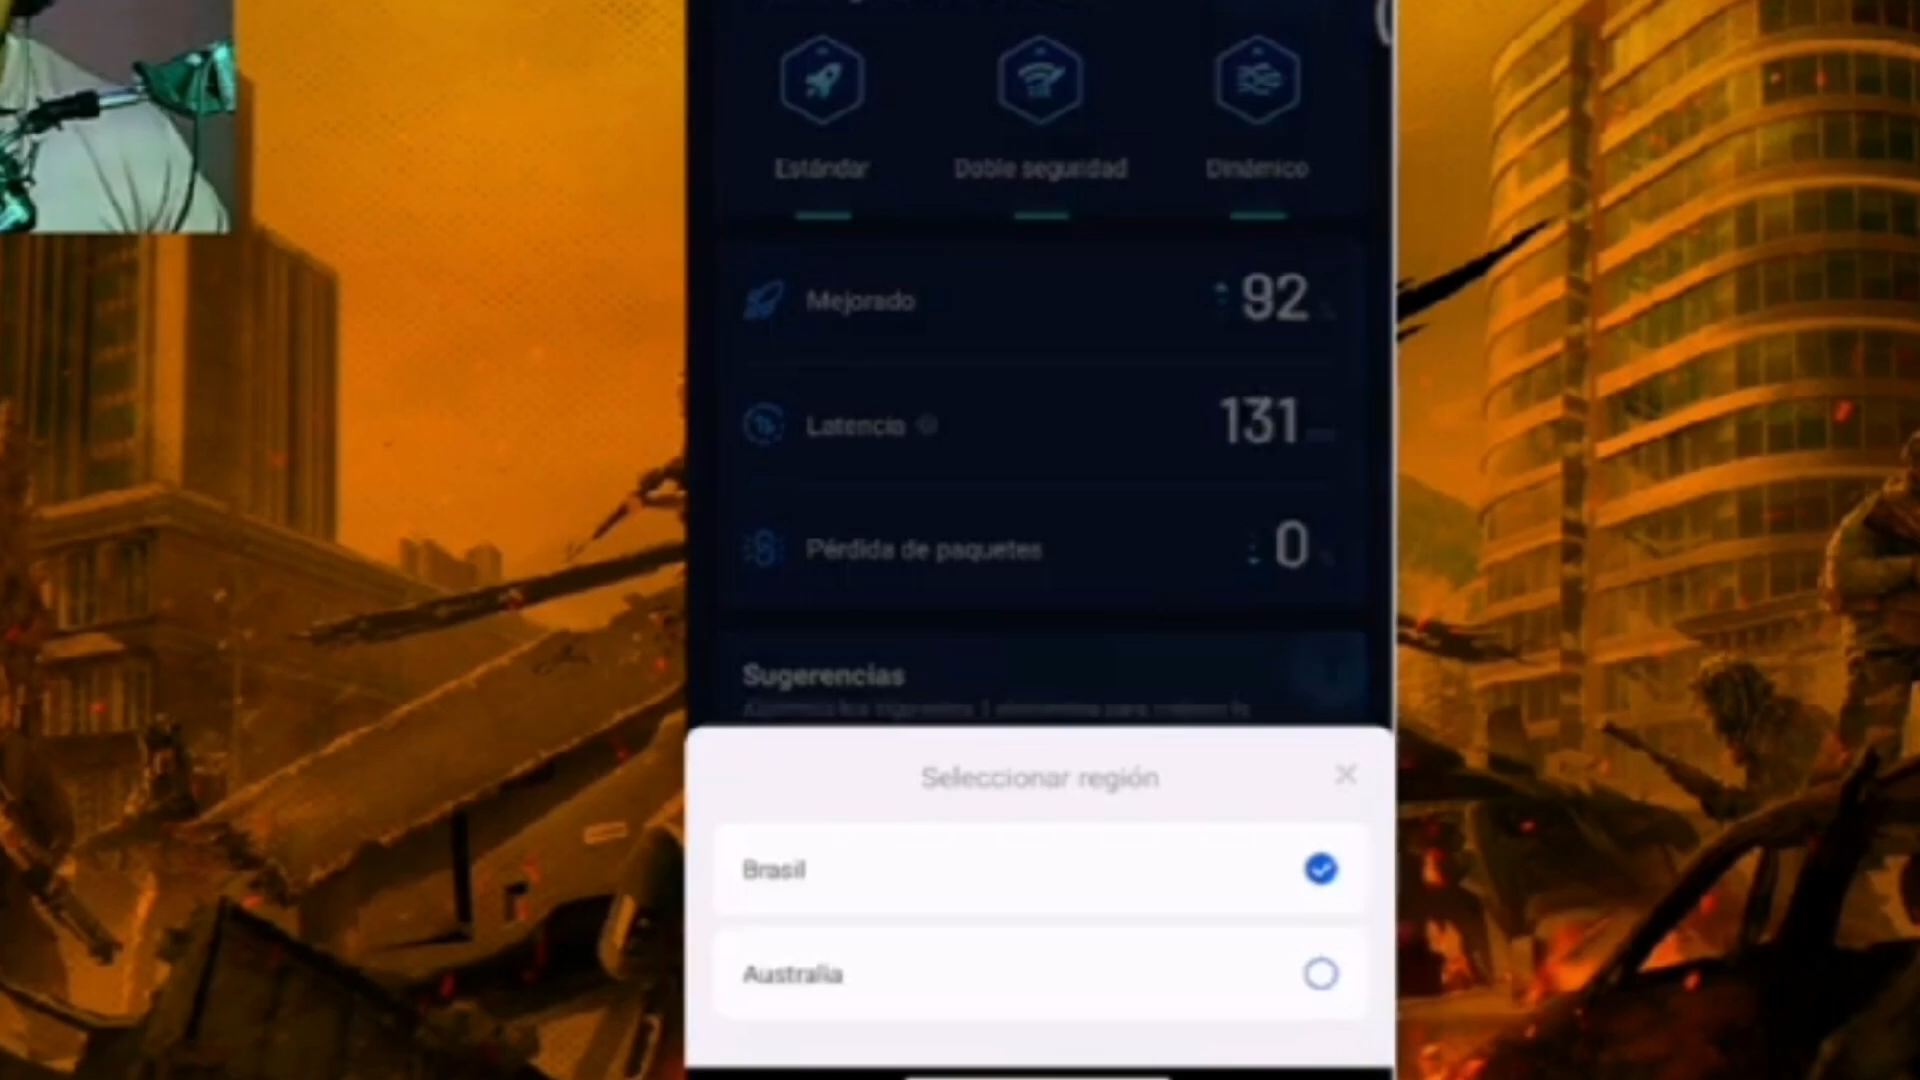 Estándar
Doble seguridad
Dinámico
Mejorado
92
Latencia
131
Pérdida de paquetes
0
Sugerencias
Seleccionar región
Brasil
Australia